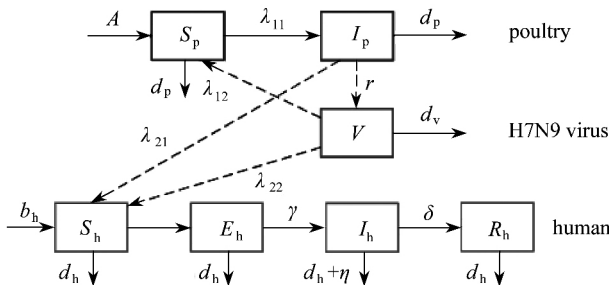 A S_p λ_11 I_p d_p poultry
d_p λ_12 r
λ_21 V d_v H7N9 virus
λ_22
b_h S_h E_h γ I_h δ R_h human
d_h d_h d_h+η d_h